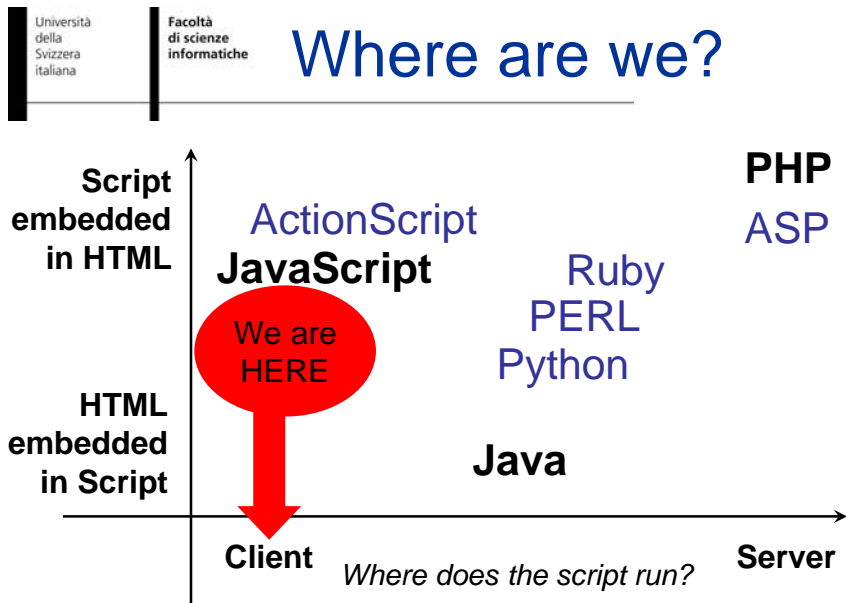 Università
della
Svizzera
italiana
Facoltà
di scienze
informatiche
Where are we?
Script
embedded
in HTML
PHP
ActionScript
ASP
JavaScript
Ruby
PERL
Python
We are
HERE
HTML
embedded
in Script
Java
Client
Where does the script run?
Server